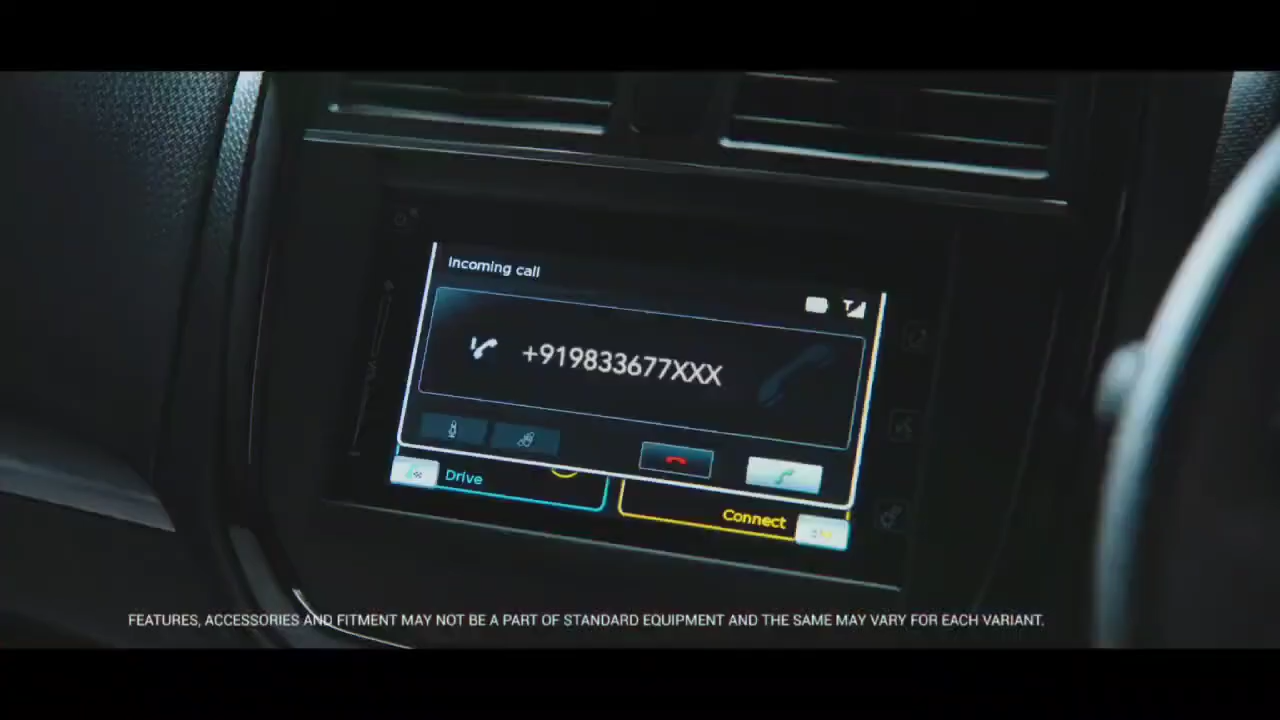 Incoming call
+919833677XXX
Drive
Connect
FEATURES, ACCESSORIES AND FITMENT MAY NOT BE A PART OF STANDARD EQUIPMENT AND THE SAME MAY VARY FOR EACH VARIANT.